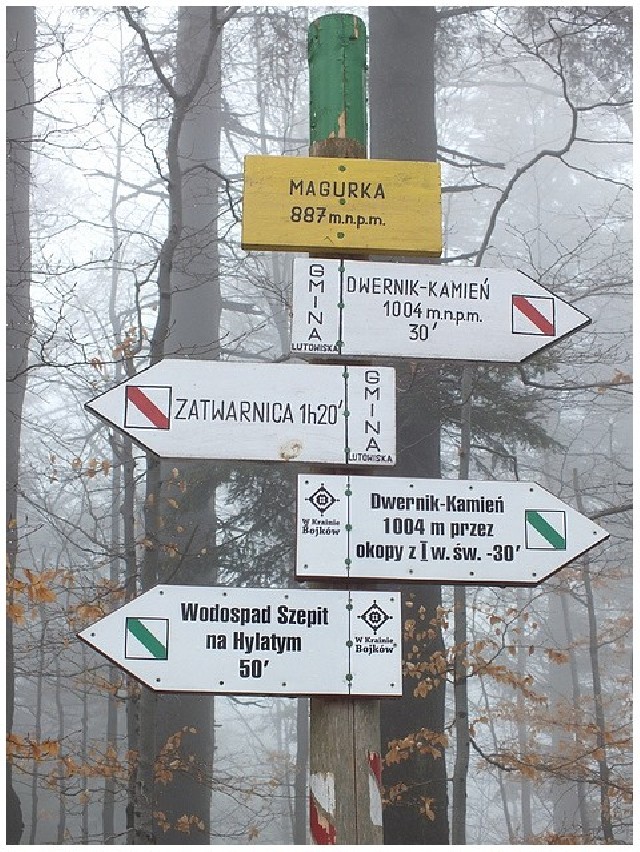 MAGURKA
887 m.n.p.m.
GMINA
LUTOWISKA
DWERNIK-KAMIEŃ
1004 m.n.p.m.
30'
ZATWARNICA 1h20'
GMINA
LUTOWISKA
W Krainie
Bojków
Dwernik-Kamień
1004 m przez
okopy z I w. św. -30'
Wodospad Szepit
na Hylatym
50'
W Krainie
Bojków